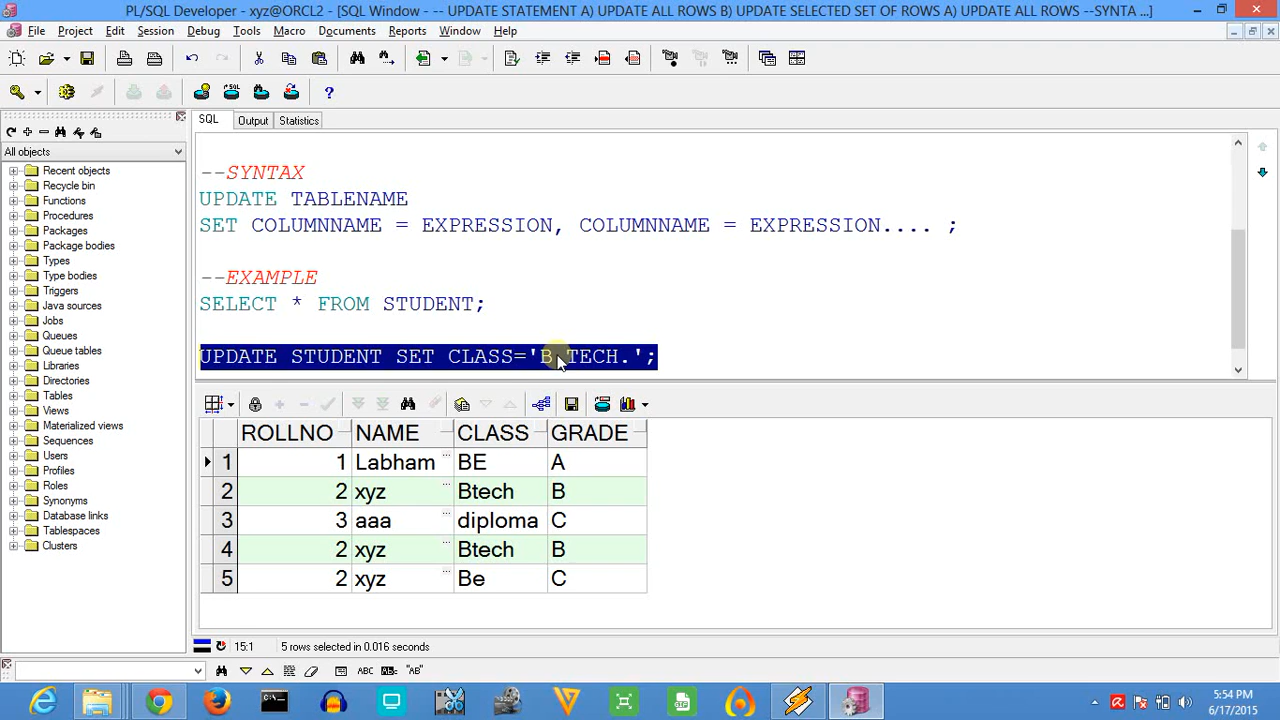 PL/SQL Developer - xyz@ORCL2 - [SQL Window - -- UPDATE STATEMENT A) UPDATE ALL ROWS B) UPDATE SELECTED SET OF ROWS A) UPDATE ALL ROWS --SYNTA ...]
File Project Edit Session Debug Tools Macro Documents Reports Window Help
SQL Output Statistics
All objects
Recent objects
Recycle bin
Functions
Procedures
Packages
Package bodies
Types
Type bodies
Triggers
Java sources
Jobs
Queues
Queue tables
Libraries
Directories
Tables
Views
Materialized views
Sequences
Users
Profiles
Roles
Synonyms
Database links
Tablespaces
Clusters
--SYNTAX
UPDATE TABLENAME
SET COLUMNNAME = EXPRESSION, COLUMNNAME = EXPRESSION.... ;
--EXAMPLE
SELECT * FROM STUDENT;
UPDATE STUDENT SET CLASS='B.TECH.';
ROLLNO NAME CLASS GRADE
1 1 Labham BE A
2 2 xyz Btech B
3 3 aaa diploma C
4 2 xyz Btech B
5 2 xyz Be C
15:1 5 rows selected in 0.016 seconds
ABC "AB"
5:54 PM
6/17/2015